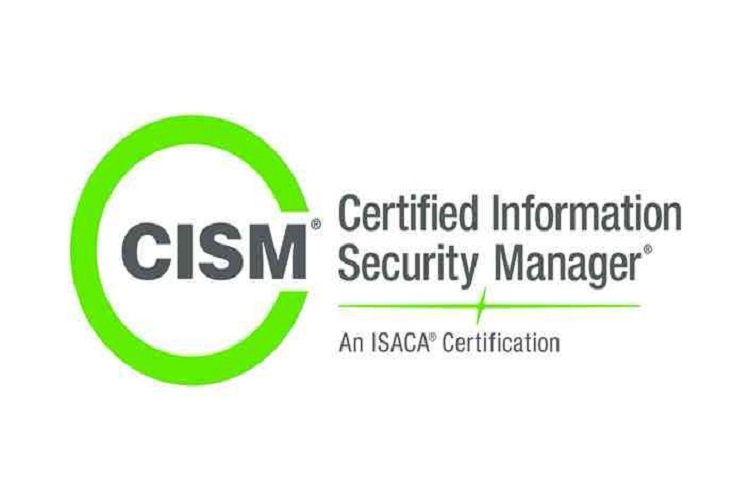 CISM®
Certified Information
Security Manager®
An ISACA® Certification